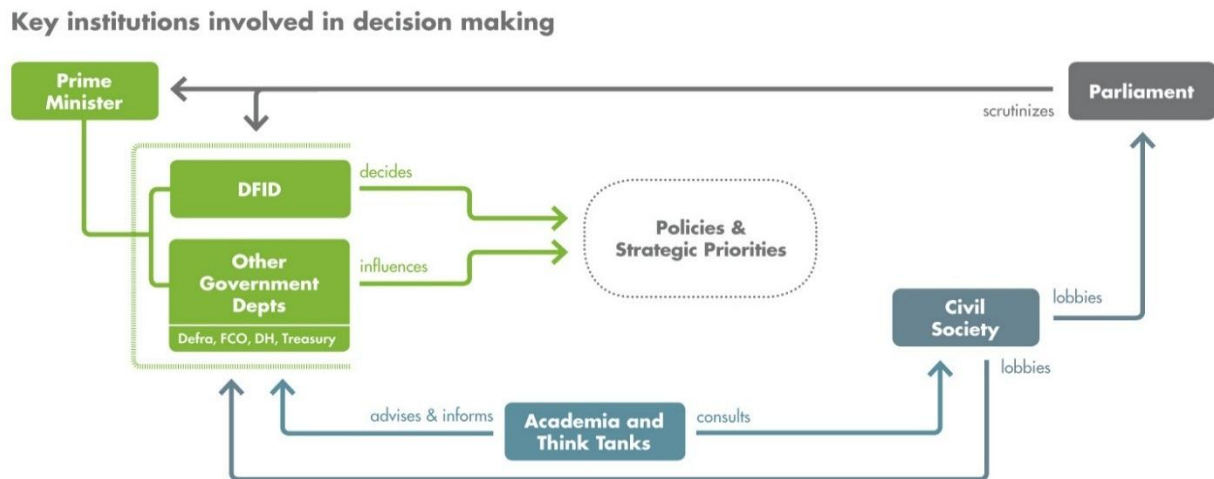 Key institutions involved in decision making
Prime
Minister
Parliament
scrutinizes
DFID
decides
Policies &
Strategic Priorities
Other
Government
Depts
influences
Defra, FCO, DH, Treasury
Civil
Society
lobbies
lobbies
advises & informs
Academia and
Think Tanks
consults